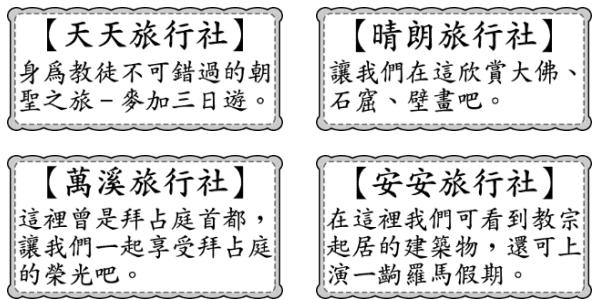 【天天旅行社】
身為教徒不可錯過的朝
聖之旅－麥加三日遊。
【晴朗旅行社】
讓我們在這欣賞大佛、
石窟、壁畫吧。
【萬溪旅行社】
這裡曾是拜占庭首都，
讓我們一起享受拜占庭
的榮光吧。
【安安旅行社】
在這裡我們可看到教宗
起居的建築物，還可上
演一齣羅馬假期。